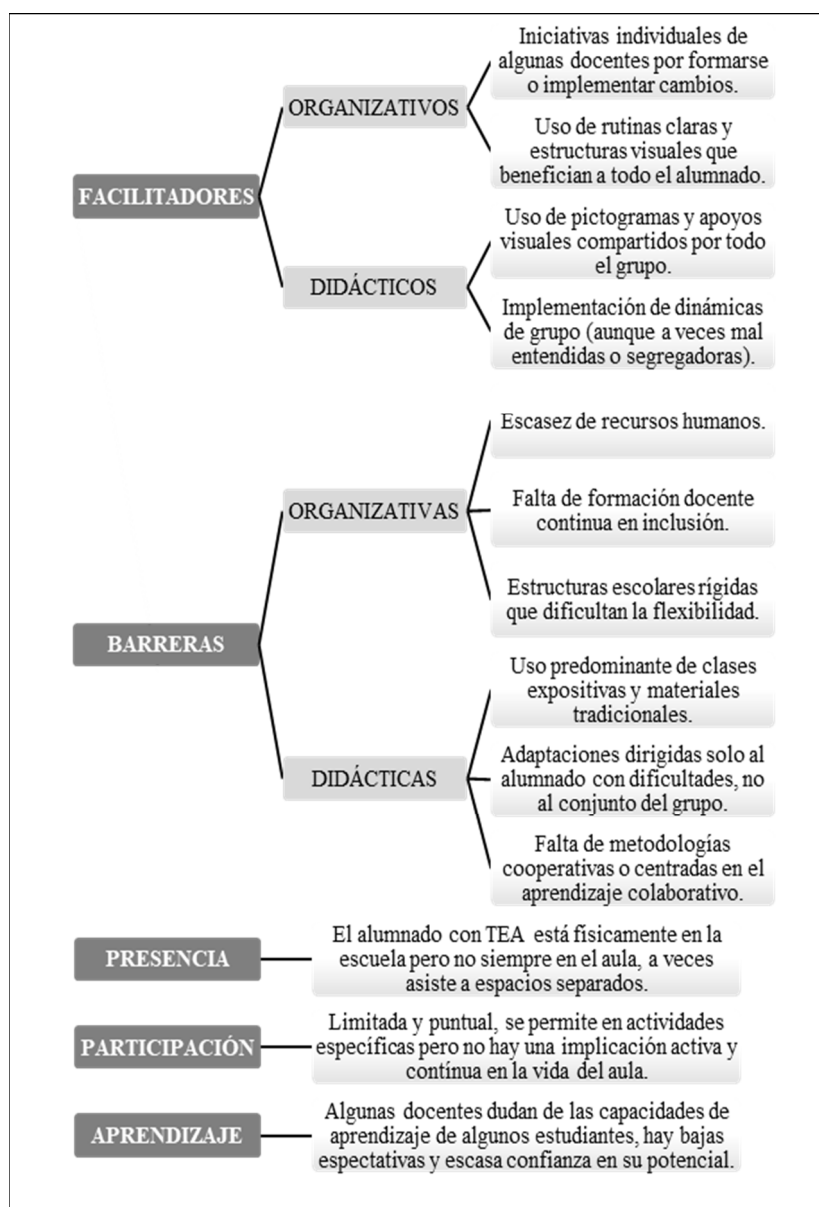 FACILITADORES
ORGANIZATIVOS
Iniciativas individuales de
algunas docentes por formarse
o implementar cambios.
Uso de rutinas claras y
estructuras visuales que
benefician a todo el alumnado.
DIDÁCTICOS
Uso de pictogramas y apoyos
visuales compartidos por todo
el grupo.
Implementación de dinámicas
de grupo (aunque a veces mal
entendidas o segregadoras).
BARRERAS
ORGANIZATIVAS
Escasez de recursos humanos.
Falta de formación docente
continua en inclusión.
Estructuras escolares rígidas
que dificultan la flexibilidad.
DIDÁCTICAS
Uso predominante de clases
expositivas y materiales
tradicionales.
Adaptaciones dirigidas solo al
alumnado con dificultades, no
al conjunto del grupo.
Falta de metodologías
cooperativas o centradas en el
aprendizaje colaborativo.
PRESENCIA
El alumnado con TEA está físicamente en la
escuela pero no siempre en el aula, a veces
asiste a espacios separados.
PARTICIPACIÓN
Limitada y puntual, se permite en actividades
específicas pero no hay una implicación activa y
contínua en la vida del aula.
APRENDIZAJE
Algunas docentes dudan de las capacidades de
aprendizaje de algunos estudiantes, hay bajas
espectativas y escasa confianza en su potencial.